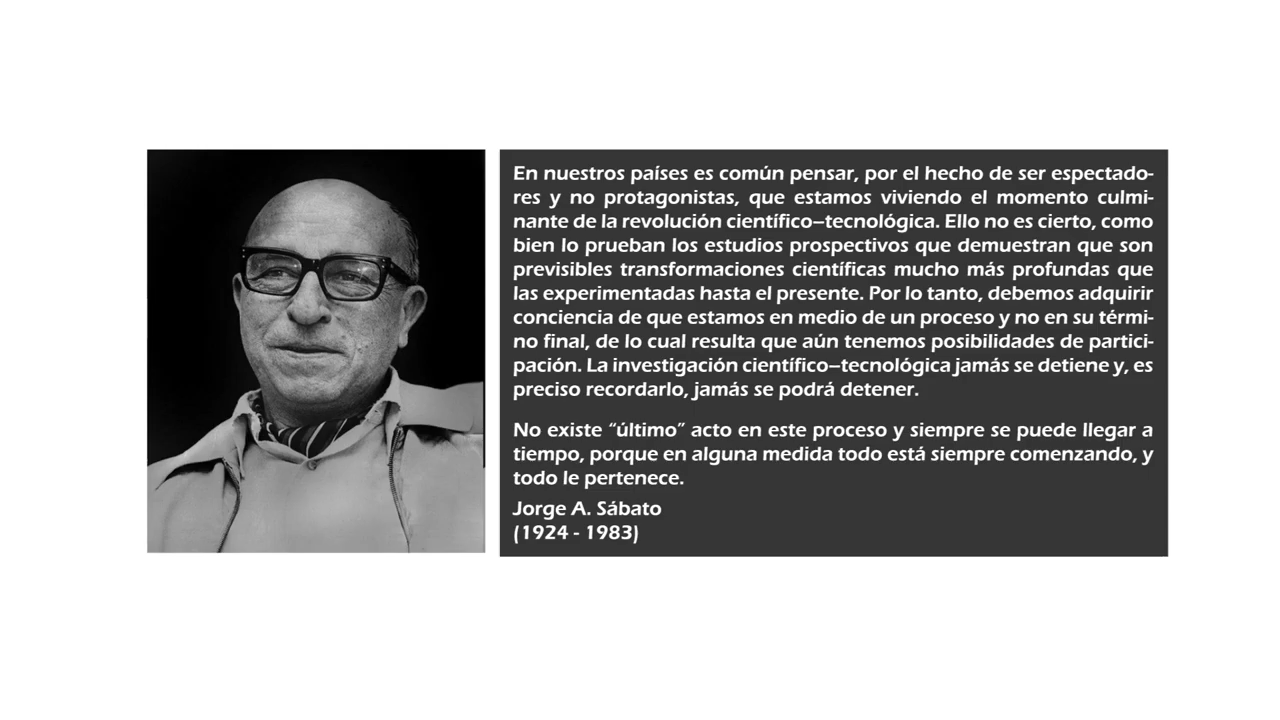 En nuestros países es común pensar, por el hecho de ser espectado-
res y no protagonistas, que estamos viviendo el momento culmi-
nante de la revolución científico–tecnológica. Ello no es cierto, como
bien lo prueban los estudios prospectivos que demuestran que son
previsibles transformaciones científicas mucho más profundas que
las experimentadas hasta el presente. Por lo tanto, debemos adquirir
conciencia de que estamos en medio de un proceso y no en su térmi-
no final, de lo cual resulta que aún tenemos posibilidades de partici-
pación. La investigación científico–tecnológica jamás se detiene y, es
preciso recordarlo, jamás se podrá detener.
No existe “último” acto en este proceso y siempre se puede llegar a
tiempo, porque en alguna medida todo está siempre comenzando, y
todo le pertenece.
Jorge A. Sábato
(1924 - 1983)